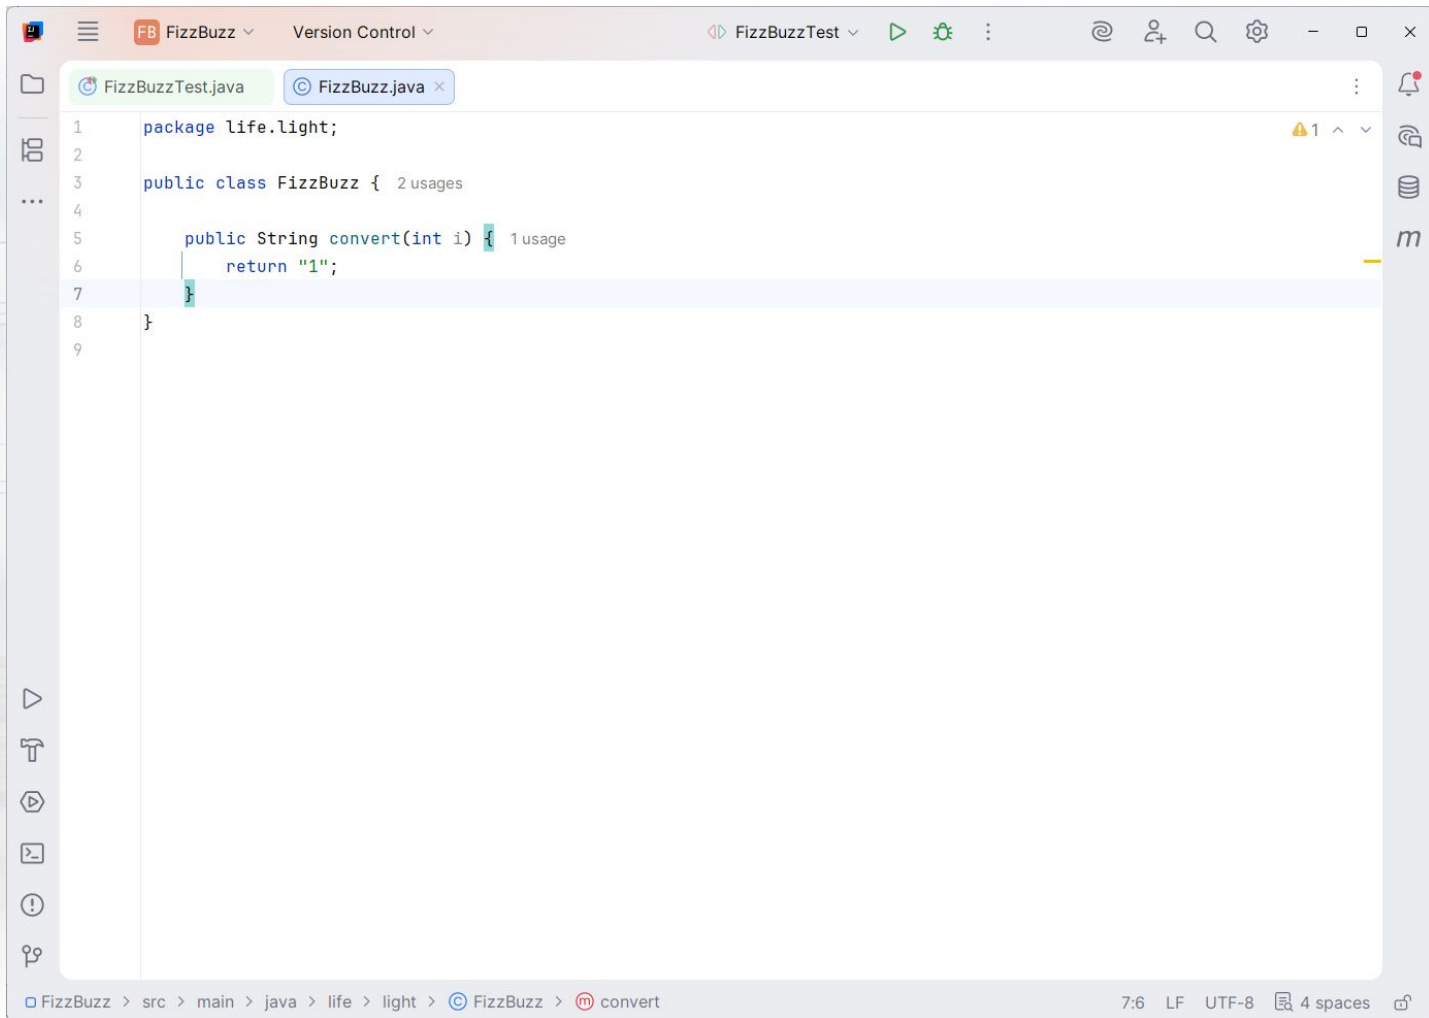 FB FizzBuzz Version Control FizzBuzzTest
FizzBuzzTest.java FizzBuzz.java
1 package life.light; 1
2
3 public class FizzBuzz { 2 usages
4
5     public String convert(int i) { 1 usage
6         return "1";
7     }
8 }
9
m
FizzBuzz > src > main > java > life > light > FizzBuzz > convert 7:6 LF UTF-8 4 spaces